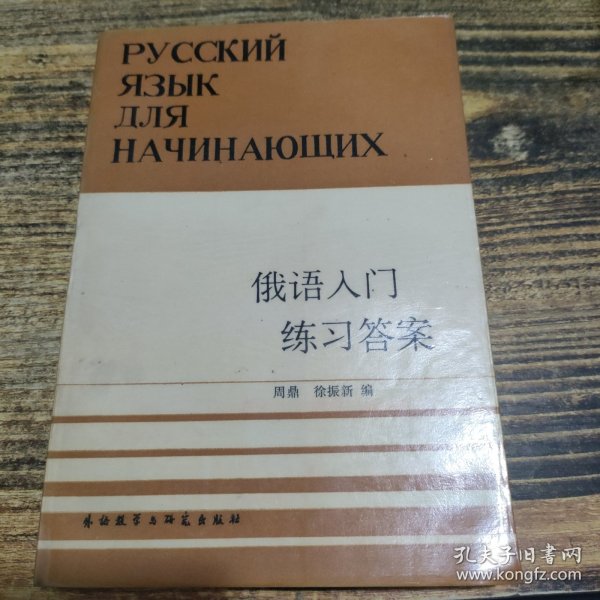 РУССКИЙ
ЯЗЫК
ДЛЯ
НАЧИНАЮЩИХ
俄语入门
练习答案
周鼎 徐振新 编
外语教学与研究出版社
孔夫子旧书网
www.kongfz.com